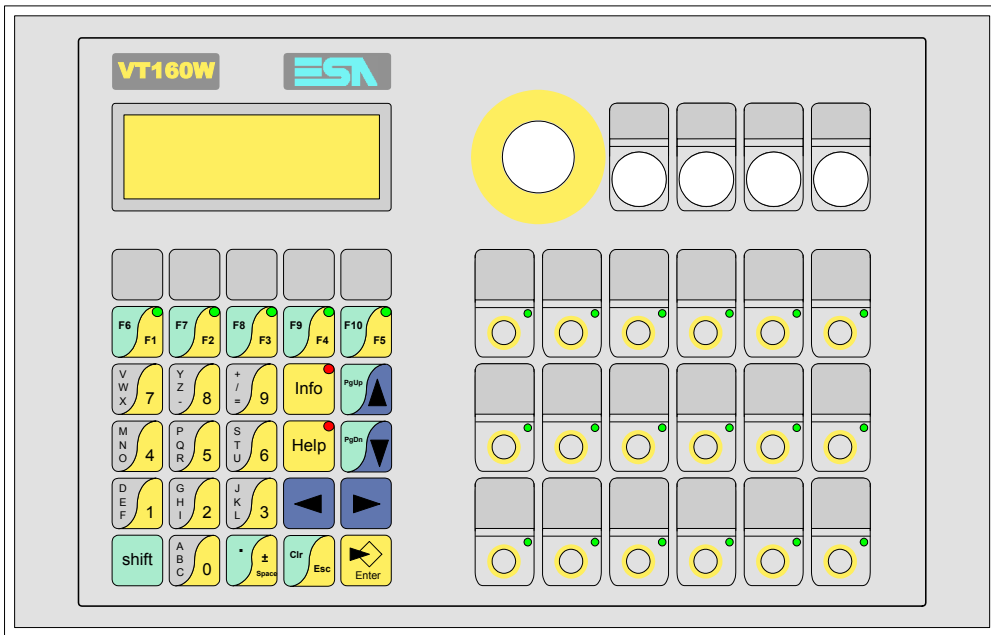 VT160W ESA
F6 F1 F7 F2 F8 F3 F9 F4 F10 F5
V W X 7 Y Z - 8 + / = 9 Info PgUp
M N O 4 P Q R 5 S T U 6 Help PgDn
D E F 1 G H I 2 J K L 3
shift A B C 0 . ± Space Clr Esc Enter